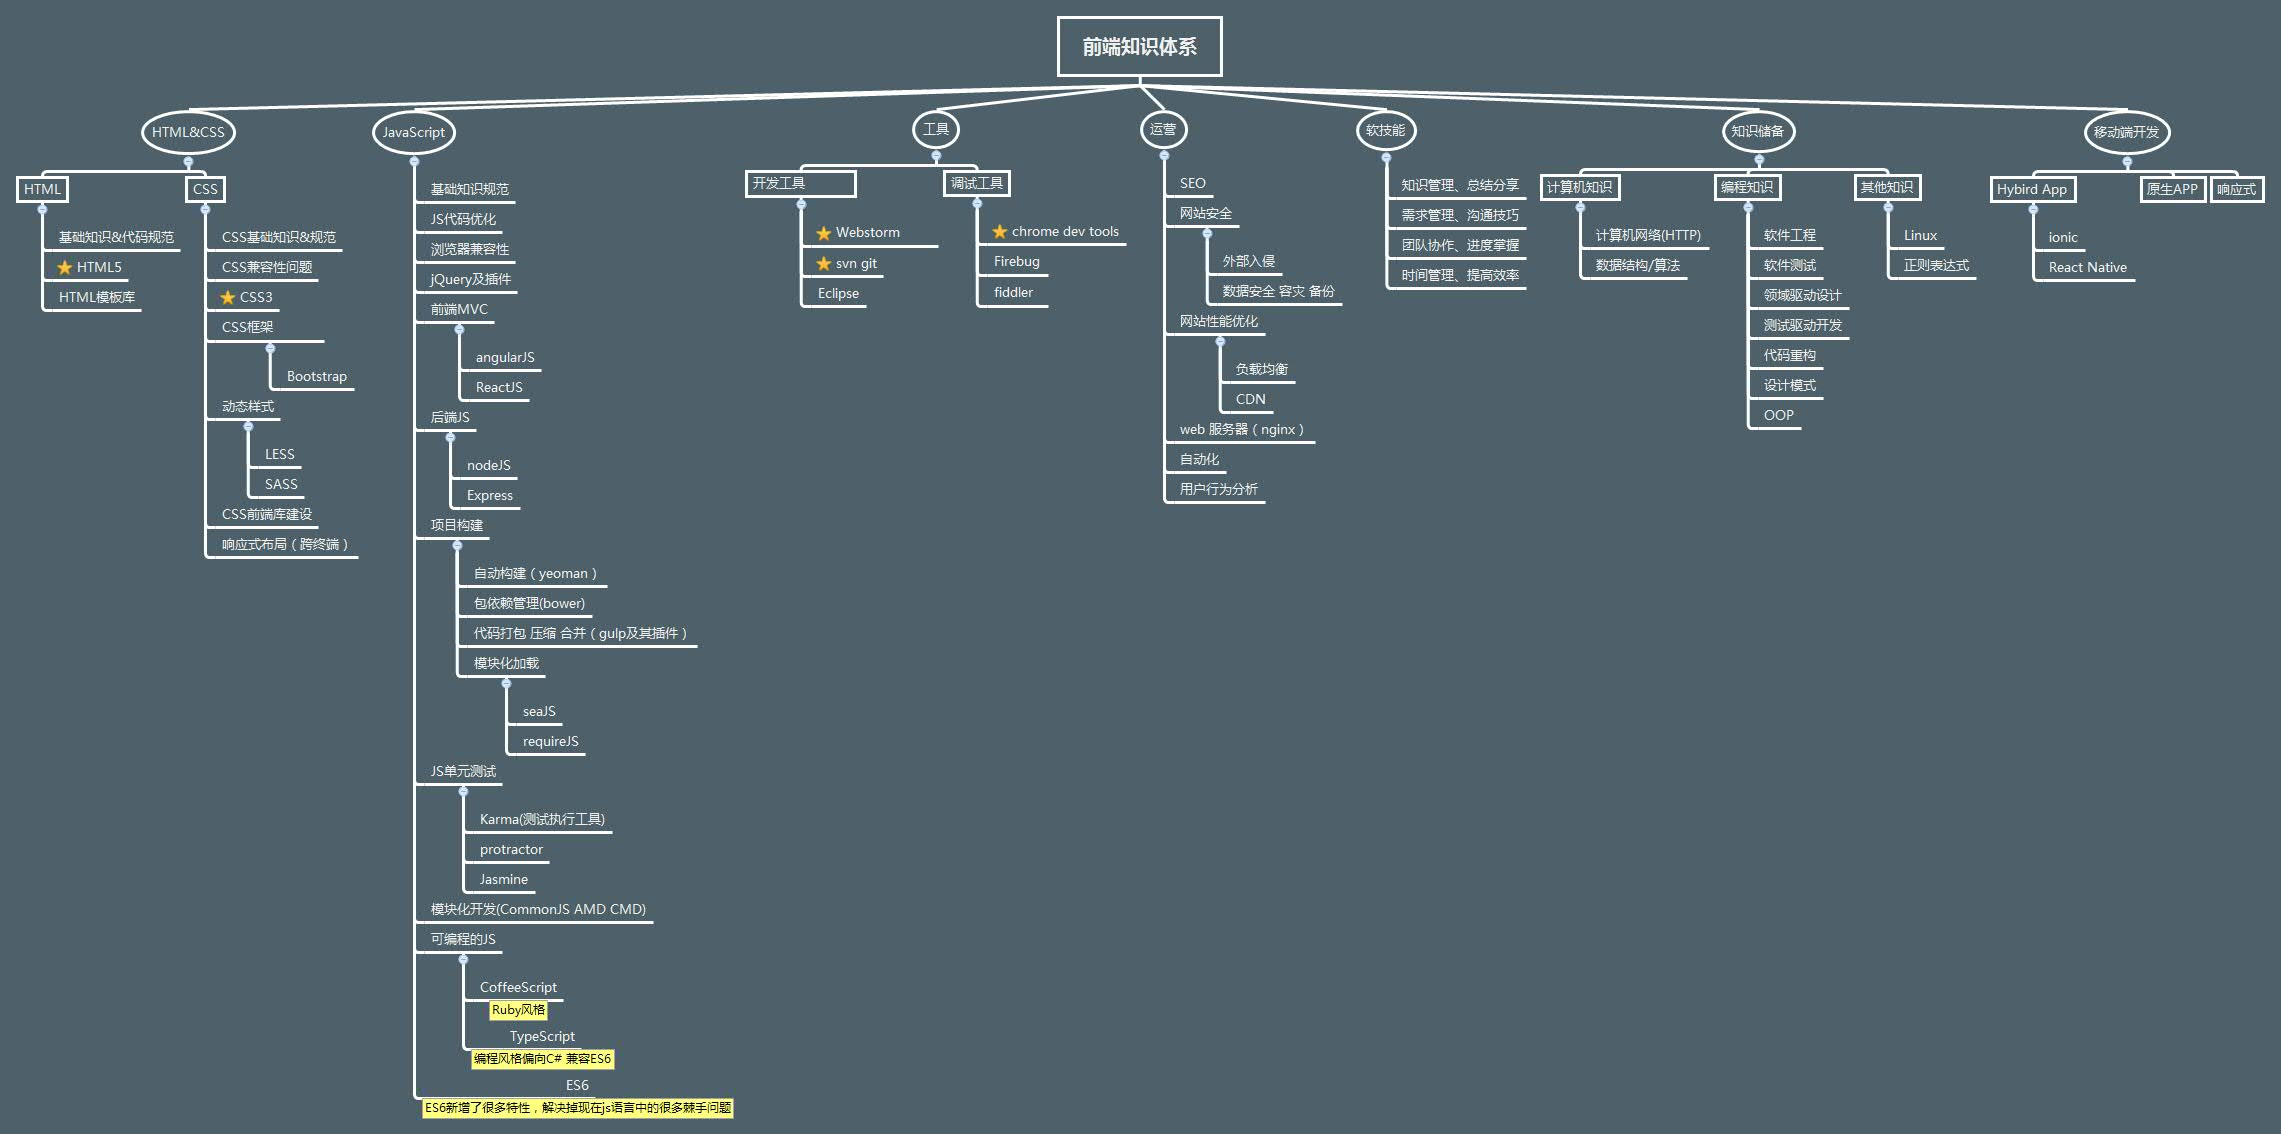 前端知识体系
HTML&CSS
HTML
基础知识&代码规范
HTML5
HTML模板库
CSS
CSS基础知识&规范
CSS兼容性问题
CSS3
CSS框架
Bootstrap
动态样式
LESS
SASS
CSS前端库建设
响应式布局（跨终端）
JavaScript
基础知识规范
JS代码优化
浏览器兼容性
jQuery及插件
前端MVC
angularJS
ReactJS
后端JS
nodeJS
Express
项目构建
自动构建（yeoman）
包依赖管理(bower)
代码打包 压缩 合并（gulp及其插件）
模块化加载
seaJS
requireJS
JS单元测试
Karma(测试执行工具)
protractor
Jasmine
模块化开发(CommonJS AMD CMD)
可编程的JS
CoffeeScript
Ruby风格
TypeScript
编程风格偏向C# 兼容ES6
ES6
ES6新增了很多特性，解决掉现在js语言中的很多棘手问题
工具
开发工具
Webstorm
svn git
Eclipse
调试工具
chrome dev tools
Firebug
fiddler
运营
SEO
网站安全
外部入侵
数据安全 容灾 备份
网站性能优化
负载均衡
CDN
web 服务器（nginx）
自动化
用户行为分析
软技能
知识管理、总结分享
需求管理、沟通技巧
团队协作、进度掌握
时间管理、提高效率
知识储备
计算机知识
计算机网络(HTTP)
数据结构/算法
编程知识
软件工程
软件测试
领域驱动设计
测试驱动开发
代码重构
设计模式
OOP
其他知识
Linux
正则表达式
移动端开发
Hybird App
ionic
React Native
原生APP
响应式